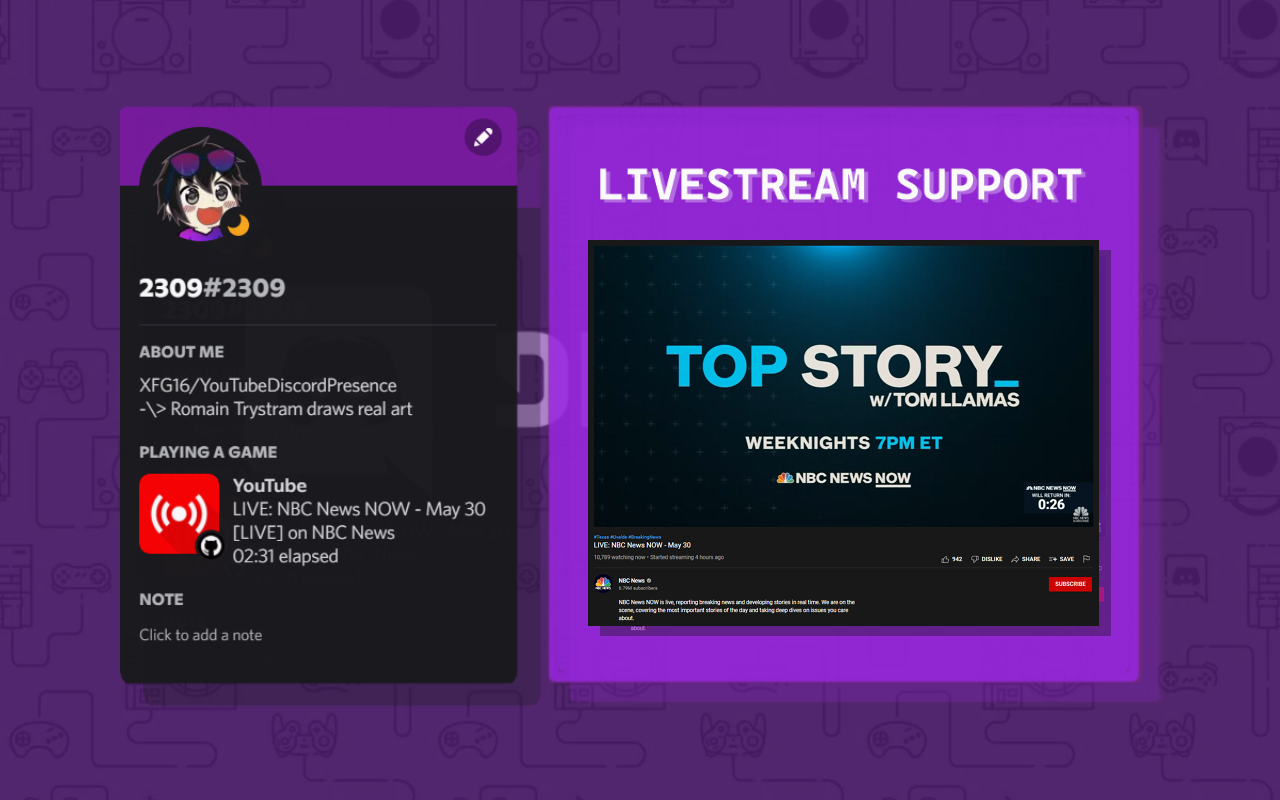 2309#2309
ABOUT ME
XFG16/YouTubeDiscordPresence
-\> Romain Trystram draws real art
PLAYING A GAME
YouTube
LIVE: NBC News NOW - May 30
[LIVE] on NBC News
02:31 elapsed
NOTE
Click to add a note
LIVESTREAM SUPPORT
TOP STORY_
w/ TOM LLAMAS
WEEKNIGHTS 7PM ET
NBC NEWS NOW
NBC NEWS NOW
WILL RETURN IN:
0:26
#Texas #Uvalde #BreakingNews
LIVE: NBC News NOW - May 30
10,789 watching now • Started streaming 4 hours ago
942 DISLIKE SHARE SAVE
NBC News
6.79M subscribers
SUBSCRIBE
NBC News NOW is live, reporting breaking news and developing stories in real time. We are on the
scene, covering the most important stories of the day and taking deep dives on issues you care
about.
about.